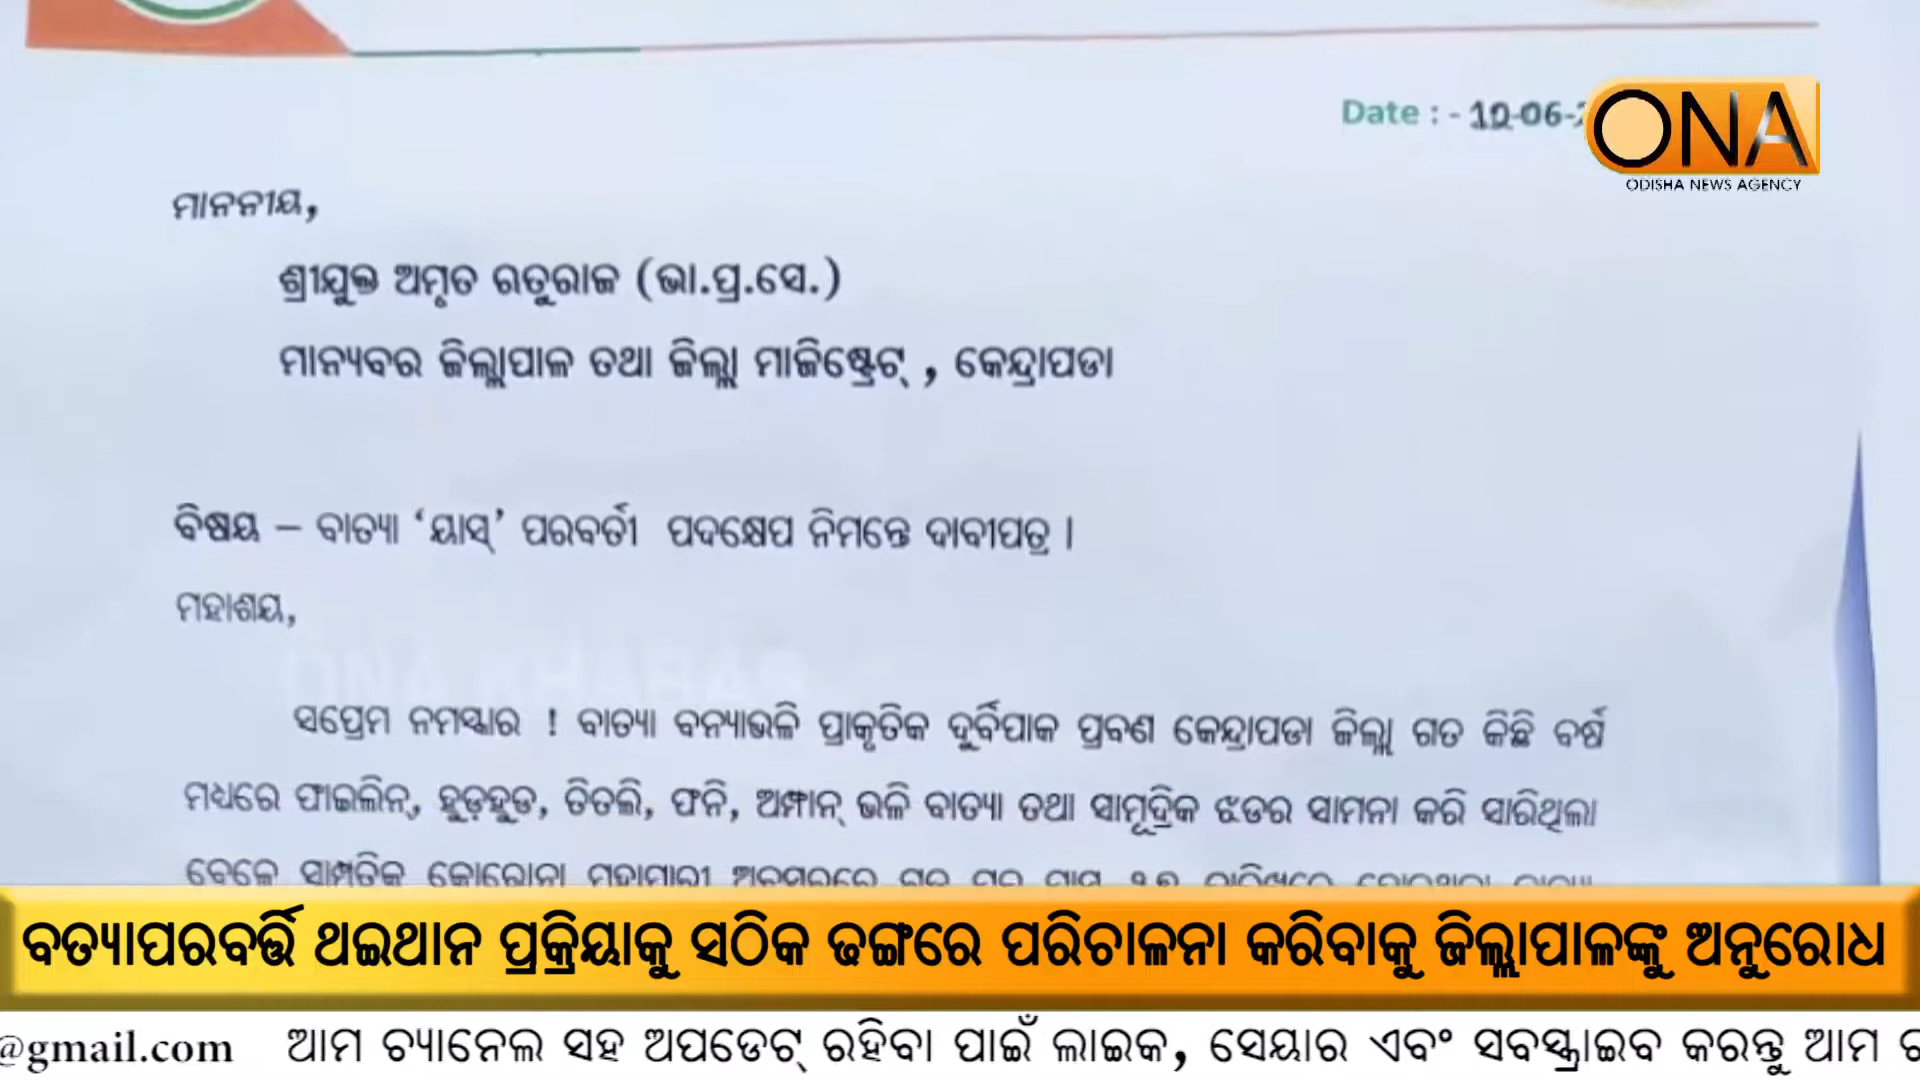 Date : - 10-06-
ONA
ODISHA NEWS AGENCY
ମାନନୀୟ,
ଶ୍ରୀଯୁକ୍ତ ଅମୃତ ଋତୁରାଜ (ଭା.ପ୍ର.ସେ.)
ମାନ୍ୟବର ଜିଲ୍ଲାପାଳ ତଥା ଜିଲ୍ଲା ମାଜିଷ୍ଟ୍ରେଟ୍ , କେନ୍ଦ୍ରାପଡା
ବିଷୟ – ବାତ୍ୟା ‘ୟାସ୍’ ପରବର୍ତୀ ପଦକ୍ଷେପ ନିମନ୍ତେ ଦାବୀପତ୍ର ।
ମହାଶୟ,
ସପ୍ରେମ ନମସ୍କାର ! ବାତ୍ୟା ବନ୍ୟାଭଳି ପ୍ରାକୃତିକ ଦୁର୍ବିପାକ ପ୍ରବଣ କେନ୍ଦ୍ରାପଡା ଜିଲ୍ଲା ଗତ କିଛି ବର୍ଷ
ମଧ୍ୟରେ ଫାଇଲିନ୍, ହୁଡ଼ହୁଡ, ତିତଲି, ଫନି, ଅମ୍ଫାନ୍ ଭଳି ବାତ୍ୟା ତଥା ସାମୂଦ୍ରିକ ଝଡର ସାମନା କରି ସାରିଥିଲା
ବେଳେ ସାମ୍ପ୍ରତିକ କୋରୋନା ମହାମାରୀ
ବତ୍ୟାପରବର୍ତ୍ତି ଥଇଥାନ ପ୍ରକ୍ରିୟାକୁ ସଠିକ ଢଙ୍ଗରେ ପରିଚାଳନା କରିବାକୁ ଜିଲ୍ଲାପାଳଙ୍କୁ ଅନୁରୋଧ
@gmail.com ଆମ ଚ୍ୟାନେଲ ସହ ଅପଡେଟ୍ ରହିବା ପାଇଁ ଲାଇକ, ସେୟାର ଏବଂ ସବସ୍କ୍ରାଇବ କରନ୍ତୁ ଆମ